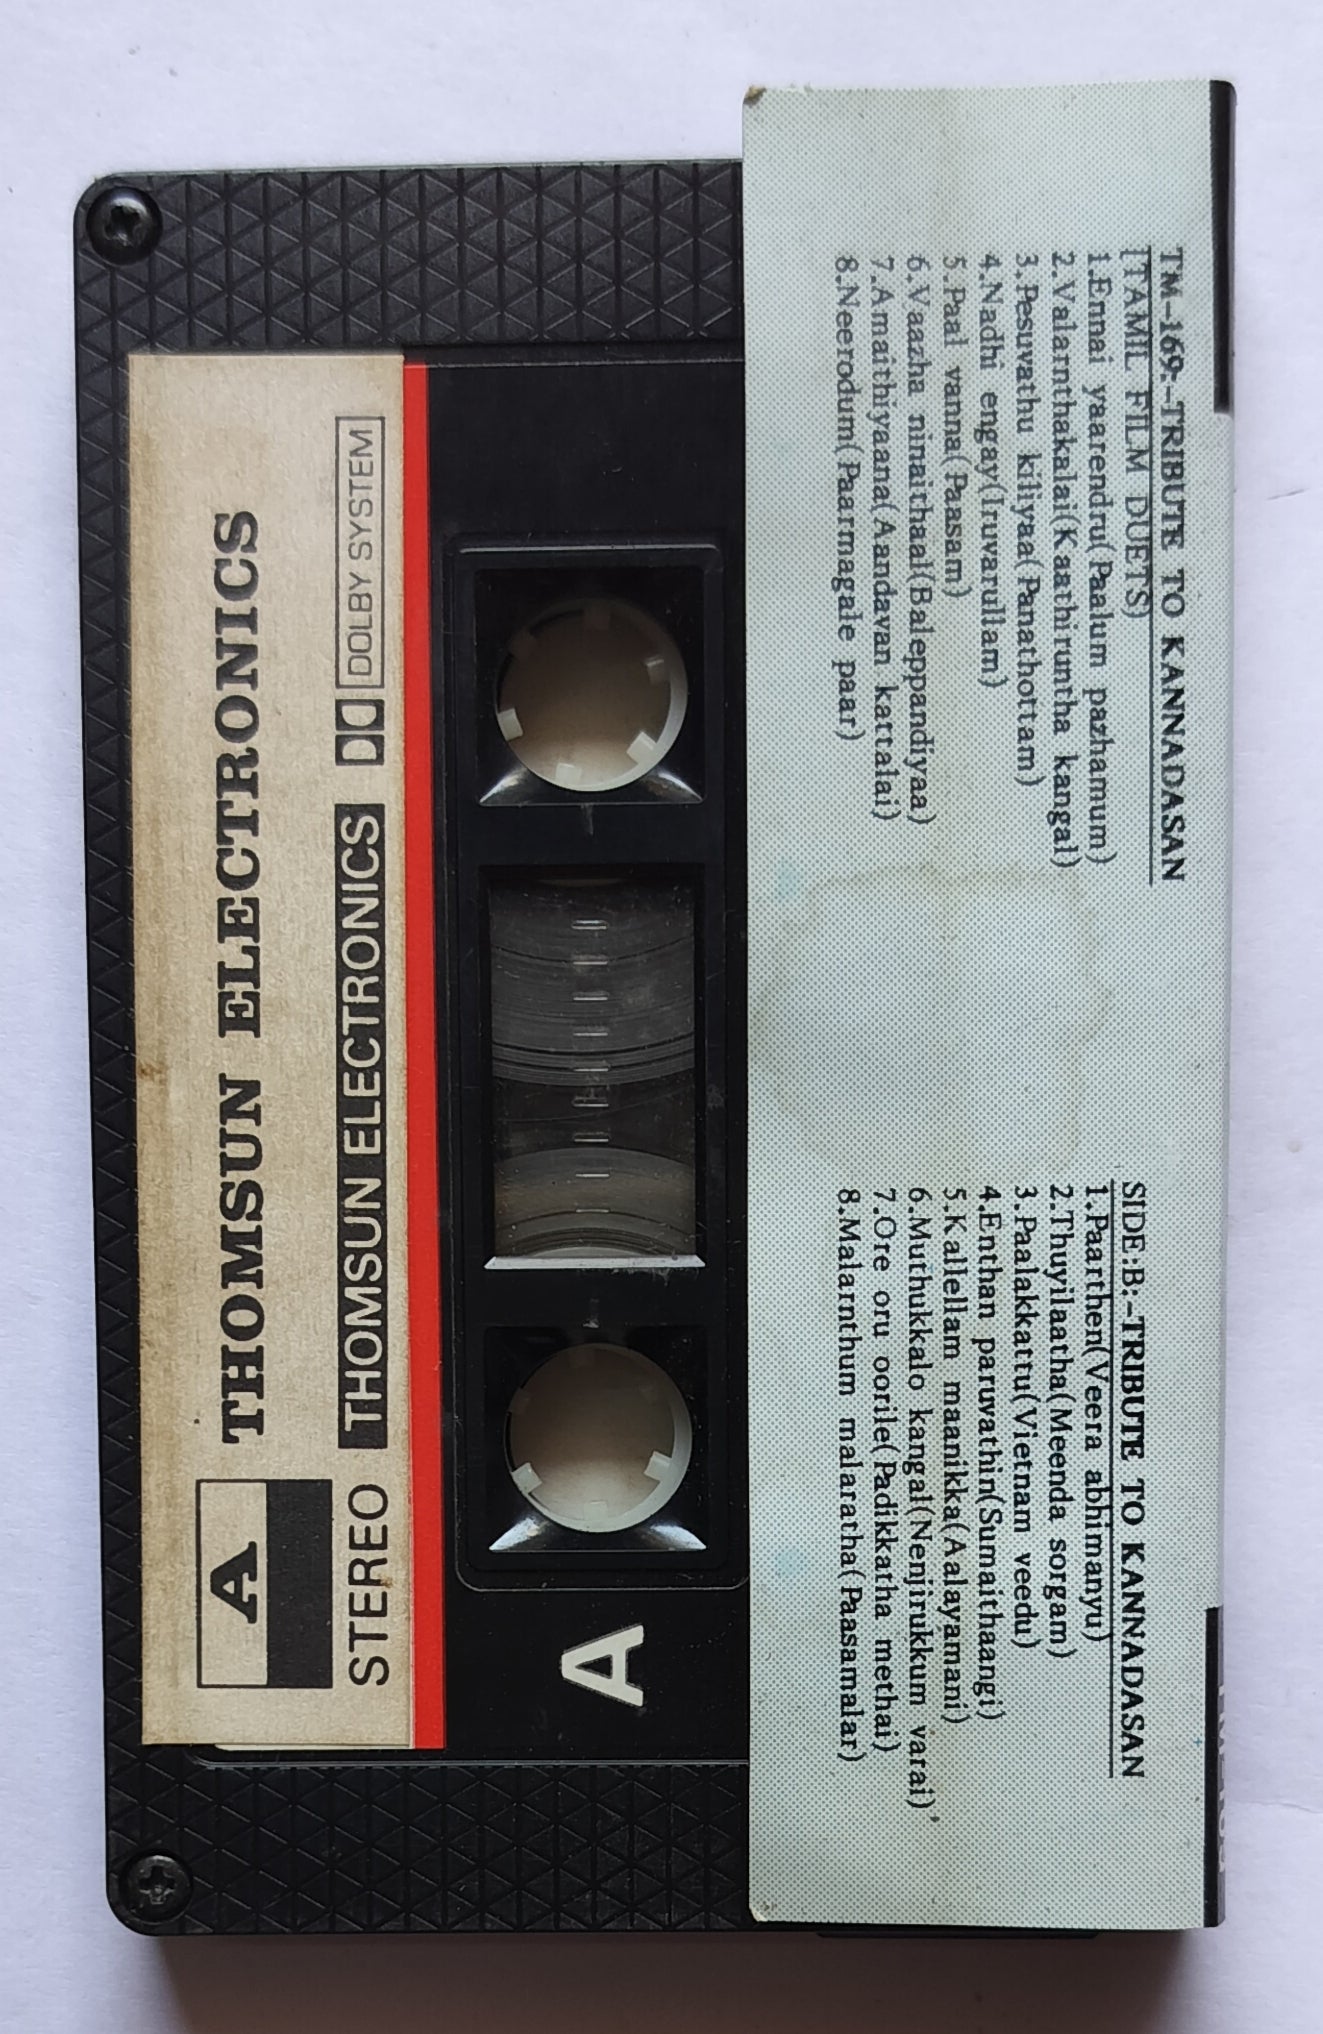 TM-169:-TRIBUTE TO KANNADASAN
(TAMIL FILM DUETS)
1.Ennai yaarendru(Paalum pazhamum)
2.Valarnthakalai(Kaathiruntha kangal)
3.Pesuvathu kiliyaa(Panathottam)
4.Nadhi engay(Iruvarullam)
5.Paal vanna(Paasam)
6.Vaazha ninaithaal(Baleppandiyaa)
7.Amaithiyaana(Aandavan kattalai)
8.Neerodum(Paarmagale paar)
SIDE:B:-TRIBUTE TO KANNADASAN
1.Paarthen(Veera abhimanyu)
2.Thuyilaatha(Meenda sorgam)
3.Paalakkattu(Vietnam veedu)
4.Enthan paruvathin(Sumaithaangi)
5.Kallellam maanikka(Aalayamani)
6.Muthukkalo kangal(Nenjirukkum varai)
7.Ore oru oorile(Padikkatha methai)
8.Malarnthum malaratha(Paasamalar)
A
A
THOMSUN ELECTRONICS
STEREO THOMSUN ELECTRONICS DOLBY SYSTEM